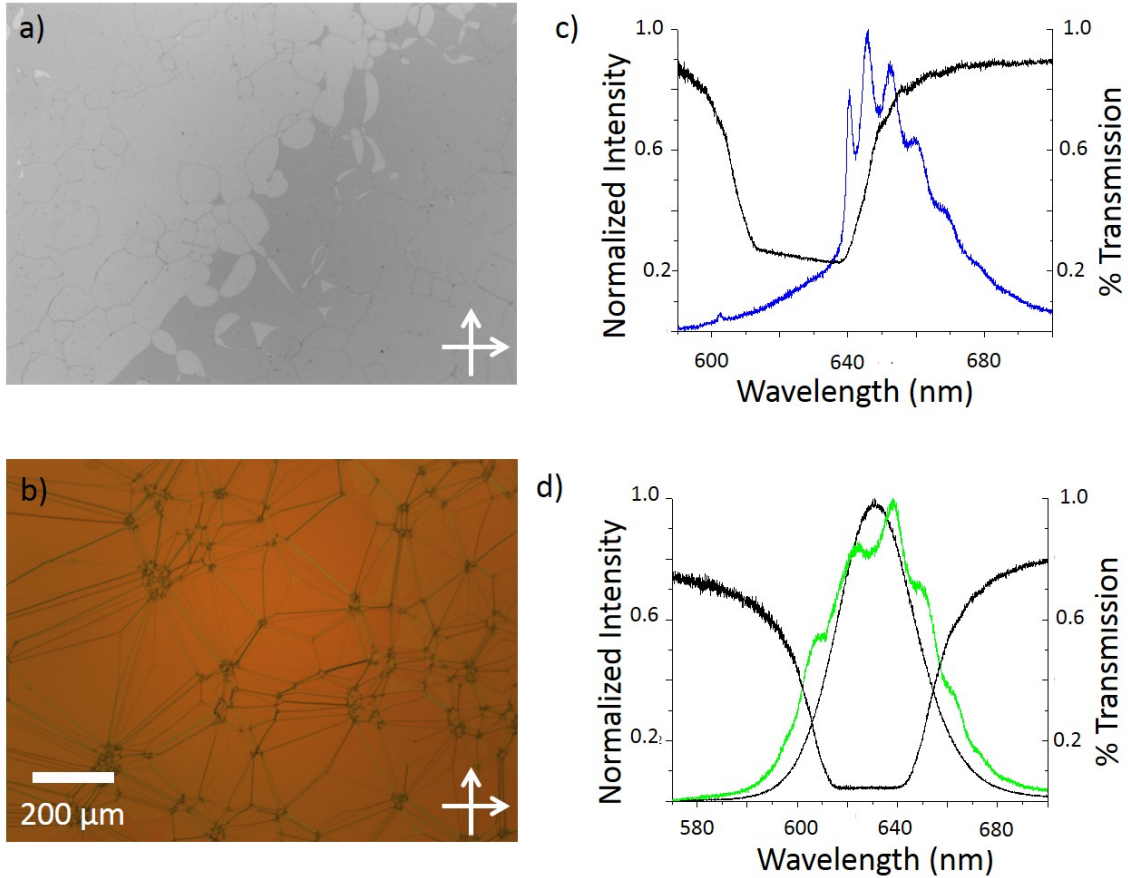 a)
b)
200 µm
c)
1.0
0.6
0.2
Normalized Intensity
1.0
0.6
0.2
% Transmission
600
640
680
Wavelength (nm)
d)
1.0
0.6
0.2
Normalized Intensity
1.0
0.6
0.2
% Transmission
580
600
640
680
Wavelength (nm)